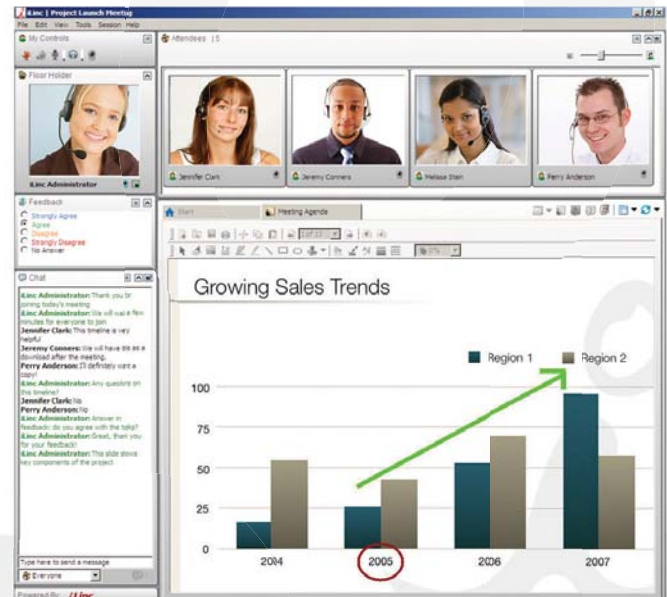 iLinc | Project Launch Meetup
File Edit View Tools Session Help
My Controls
Attendees | 5
Floor Holder
iLinc Administrator
Jennifer Clark
Jeremy Conners
Melissa Stein
Perry Anderson
Feedback
Strongly Agree
Agree
Disagree
Strongly Disagree
No Answer
Chat
iLinc Administrator: Thank you for
joining today's meeting
iLinc Administrator: We will wait a few
minutes for everyone to join
Jennifer Clark: This timeline is very
helpful
Jeremy Conners: We will have this as a
download after the meeting.
Perry Anderson: I'll definitely want a
copy!
iLinc Administrator: Any questions on
this timeline?
Jennifer Clark: No
Perry Anderson: No
iLinc Administrator: Answer in
feedback: do you agree with the
iLinc Administrator: Great, thank you
for your feedback!
iLinc Administrator: This slide shows
key components of the project
Type here to send a message
Everyone
Powered By iLinc
Start
Meeting Agenda
Growing Sales Trends
Region 1
Region 2
100
75
50
25
0
2004
2005
2006
2007